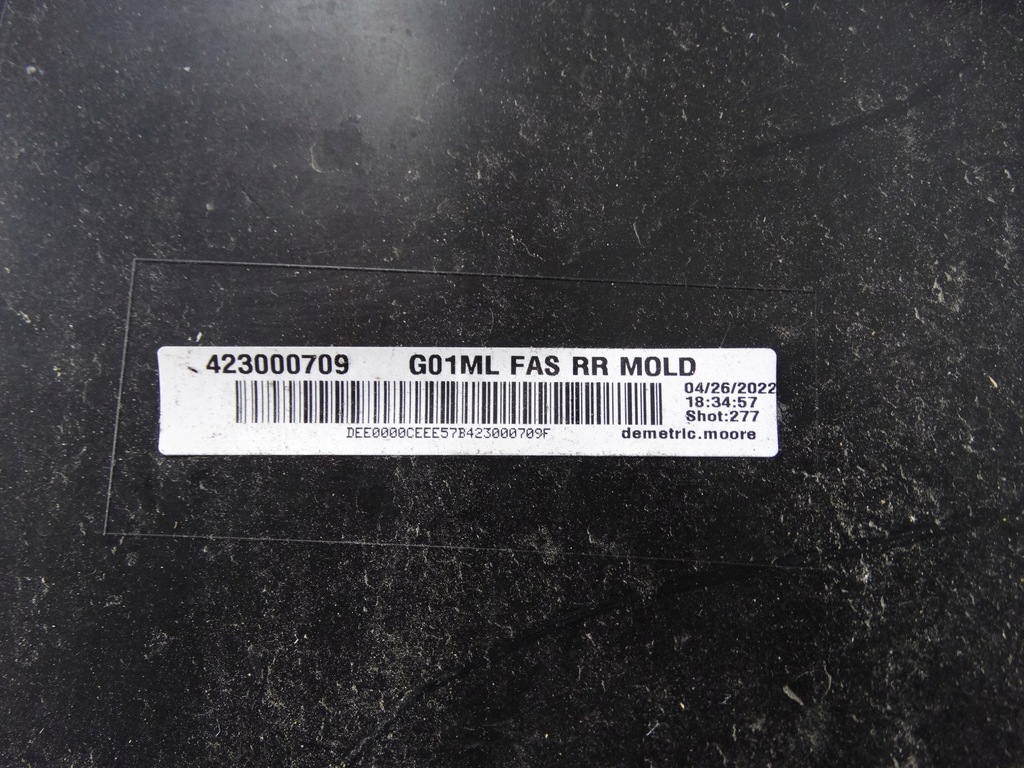 423000709 G01ML FAS RR MOLD
04/26/2022
18:34:57
Shot:277
DEE0000CEEE57B423000709F
demetric.moore